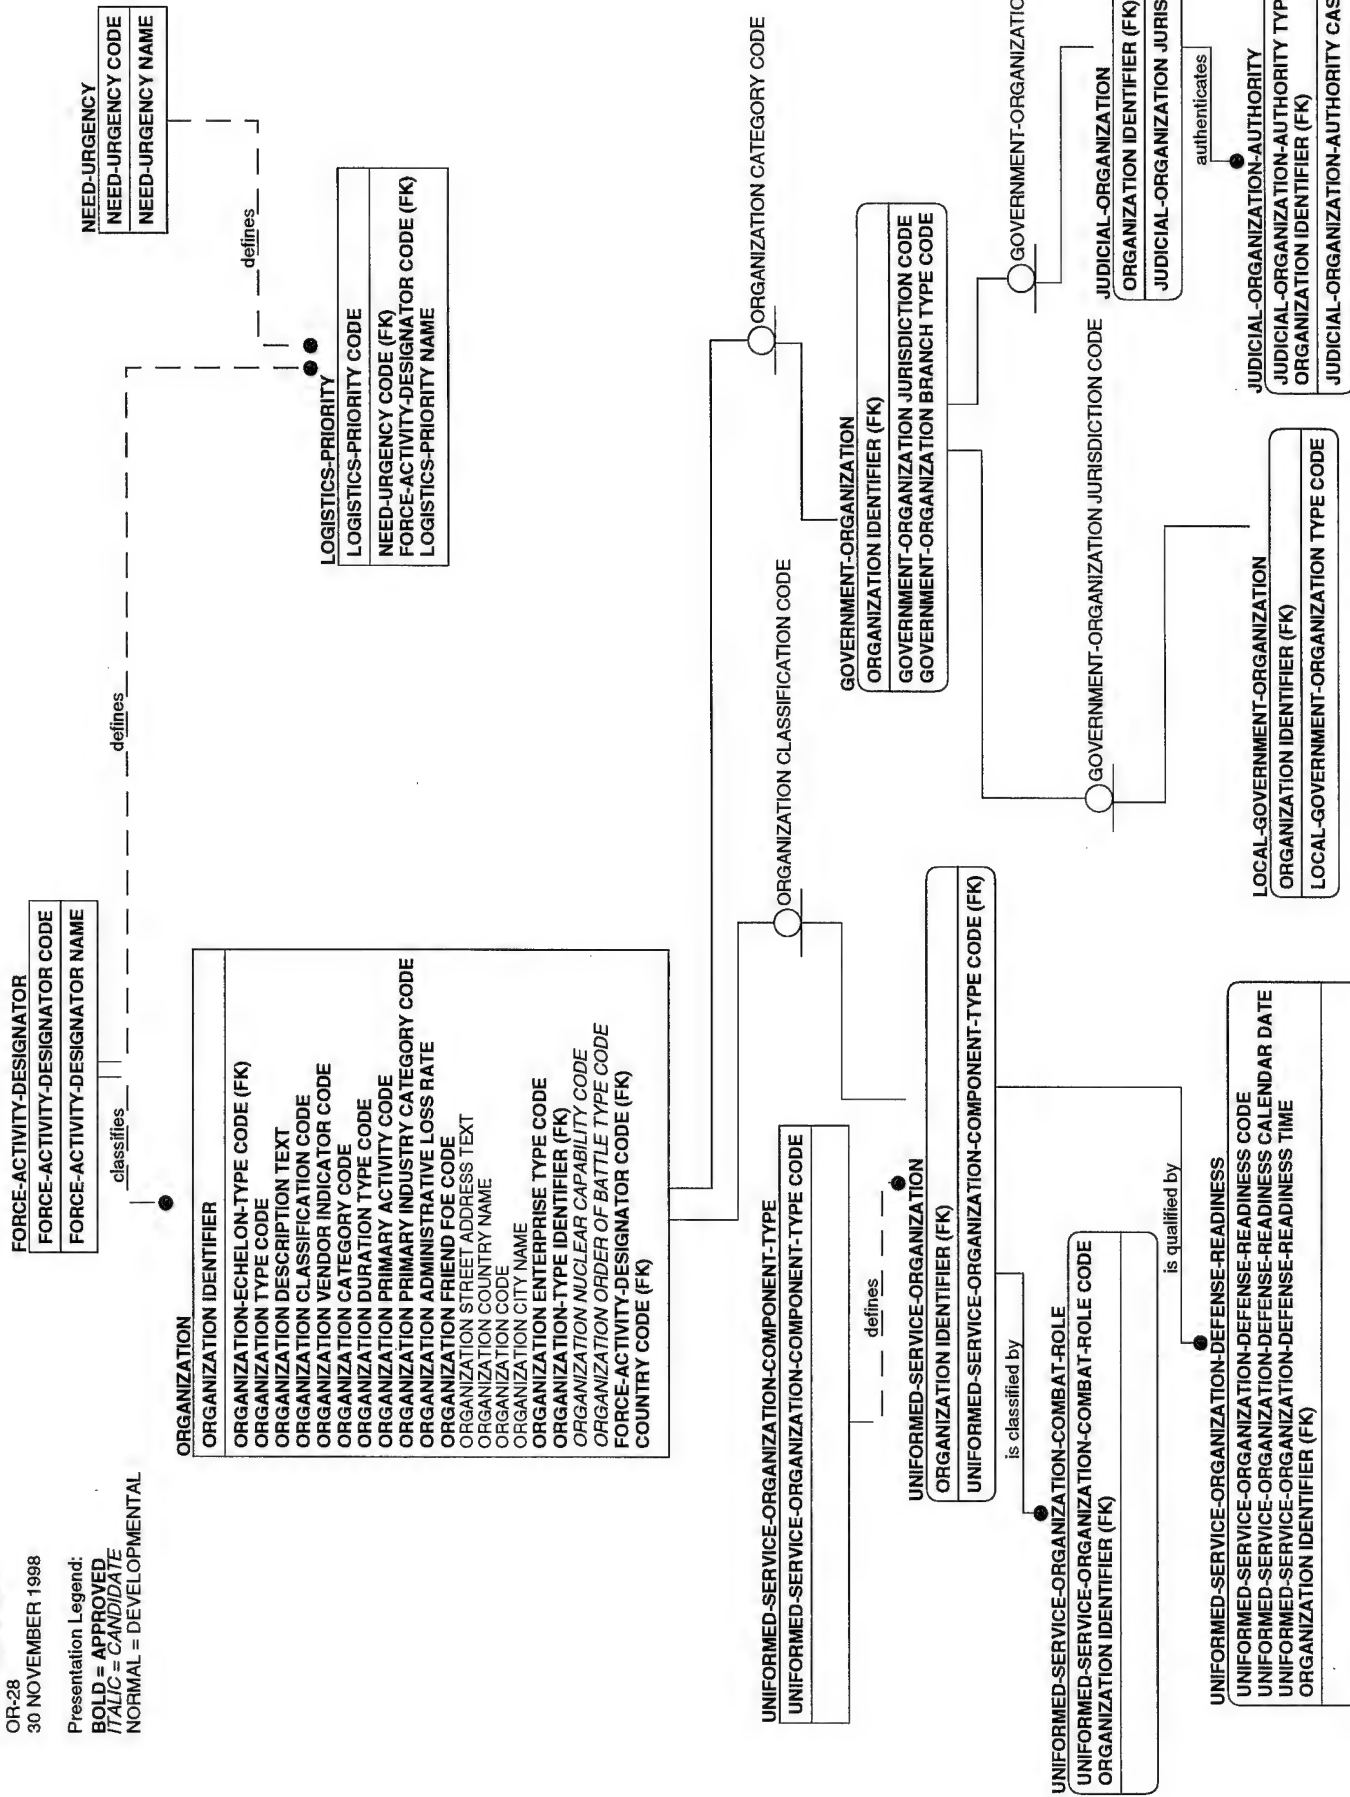 OR-28
30 NOVEMBER 1998
Presentation Legend:
BOLD = APPROVED
ITALIC = CANDIDATE
NORMAL = DEVELOPMENTAL
FORCE-ACTIVITY-DESIGNATOR
FORCE-ACTIVITY-DESIGNATOR CODE
FORCE-ACTIVITY-DESIGNATOR NAME
classifies
defines
NEED-URGENCY
NEED-URGENCY CODE
NEED-URGENCY NAME
defines
LOGISTICS-PRIORITY
LOGISTICS-PRIORITY CODE
NEED-URGENCY CODE (FK)
FORCE-ACTIVITY-DESIGNATOR CODE (FK)
LOGISTICS-PRIORITY NAME
ORGANIZATION
ORGANIZATION IDENTIFIER
ORGANIZATION-ECHELON-TYPE CODE (FK)
ORGANIZATION TYPE CODE
ORGANIZATION DESCRIPTION TEXT
ORGANIZATION CLASSIFICATION CODE
ORGANIZATION VENDOR INDICATOR CODE
ORGANIZATION CATEGORY CODE
ORGANIZATION DURATION TYPE CODE
ORGANIZATION PRIMARY ACTIVITY CODE
ORGANIZATION PRIMARY INDUSTRY CATEGORY CODE
ORGANIZATION ADMINISTRATIVE LOSS RATE
ORGANIZATION FRIEND FOE CODE
ORGANIZATION STREET ADDRESS TEXT
ORGANIZATION COUNTRY NAME
ORGANIZATION CODE
ORGANIZATION CITY NAME
ORGANIZATION ENTERPRISE TYPE CODE
ORGANIZATION-TYPE IDENTIFIER (FK)
ORGANIZATION NUCLEAR CAPABILITY CODE
ORGANIZATION ORDER OF BATTLE TYPE CODE
FORCE-ACTIVITY-DESIGNATOR CODE (FK)
COUNTRY CODE (FK)
ORGANIZATION CLASSIFICATION CODE
ORGANIZATION CATEGORY CODE
UNIFORMED-SERVICE-ORGANIZATION-COMPONENT-TYPE
UNIFORMED-SERVICE-ORGANIZATION-COMPONENT-TYPE CODE
defines
UNIFORMED-SERVICE-ORGANIZATION
ORGANIZATION IDENTIFIER (FK)
UNIFORMED-SERVICE-ORGANIZATION-COMPONENT-TYPE CODE (FK)
is classified by
UNIFORMED-SERVICE-ORGANIZATION-COMBAT-ROLE
UNIFORMED-SERVICE-ORGANIZATION-COMBAT-ROLE CODE
ORGANIZATION IDENTIFIER (FK)
is qualified by
UNIFORMED-SERVICE-ORGANIZATION-DEFENSE-READINESS
UNIFORMED-SERVICE-ORGANIZATION-DEFENSE-READINESS CODE
UNIFORMED-SERVICE-ORGANIZATION-DEFENSE-READINESS CALENDAR DATE
UNIFORMED-SERVICE-ORGANIZATION-DEFENSE-READINESS TIME
ORGANIZATION IDENTIFIER (FK)
GOVERNMENT-ORGANIZATION
ORGANIZATION IDENTIFIER (FK)
GOVERNMENT-ORGANIZATION JURISDICTION CODE
GOVERNMENT-ORGANIZATION BRANCH TYPE CODE
GOVERNMENT-ORGANIZATION JURISDICTION CODE
LOCAL-GOVERNMENT-ORGANIZATION
ORGANIZATION IDENTIFIER (FK)
LOCAL-GOVERNMENT-ORGANIZATION TYPE CODE
GOVERNMENT-ORGANIZATIO
JUDICIAL-ORGANIZATION
ORGANIZATION IDENTIFIER (FK)
JUDICIAL-ORGANIZATION JURIS
authenticates
JUDICIAL-ORGANIZATION-AUTHORITY
JUDICIAL-ORGANIZATION-AUTHORITY TYP
ORGANIZATION IDENTIFIER (FK)
JUDICIAL-ORGANIZATION-AUTHORITY CAS